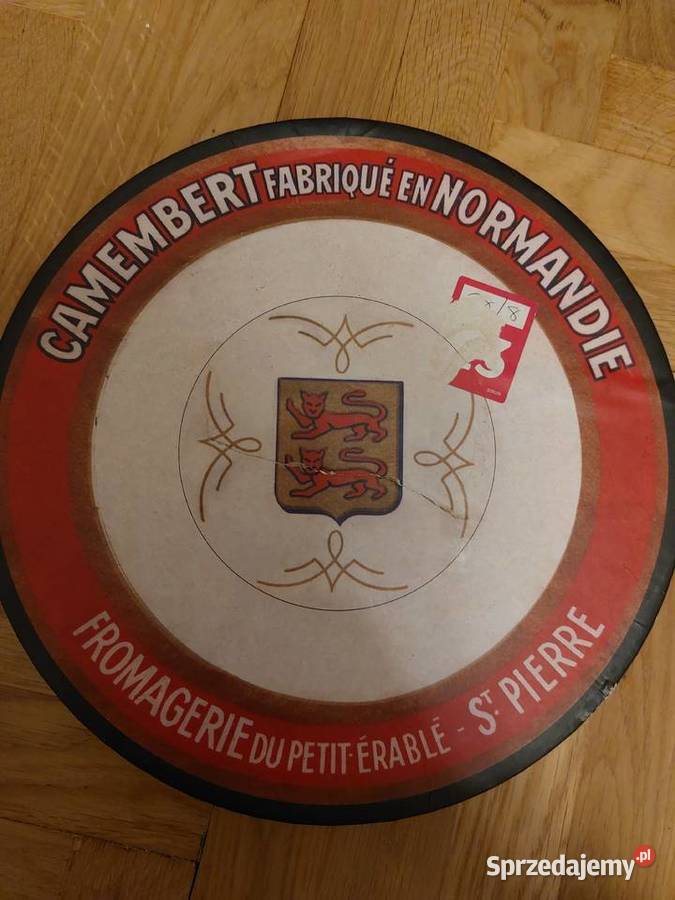 CAMEMBERT FABRIQUÉ EN NORMANDIE
FROMAGERIE DU PETIT-ÉRABLÉ - ST. PIERRE
Sprzedajemy.pl